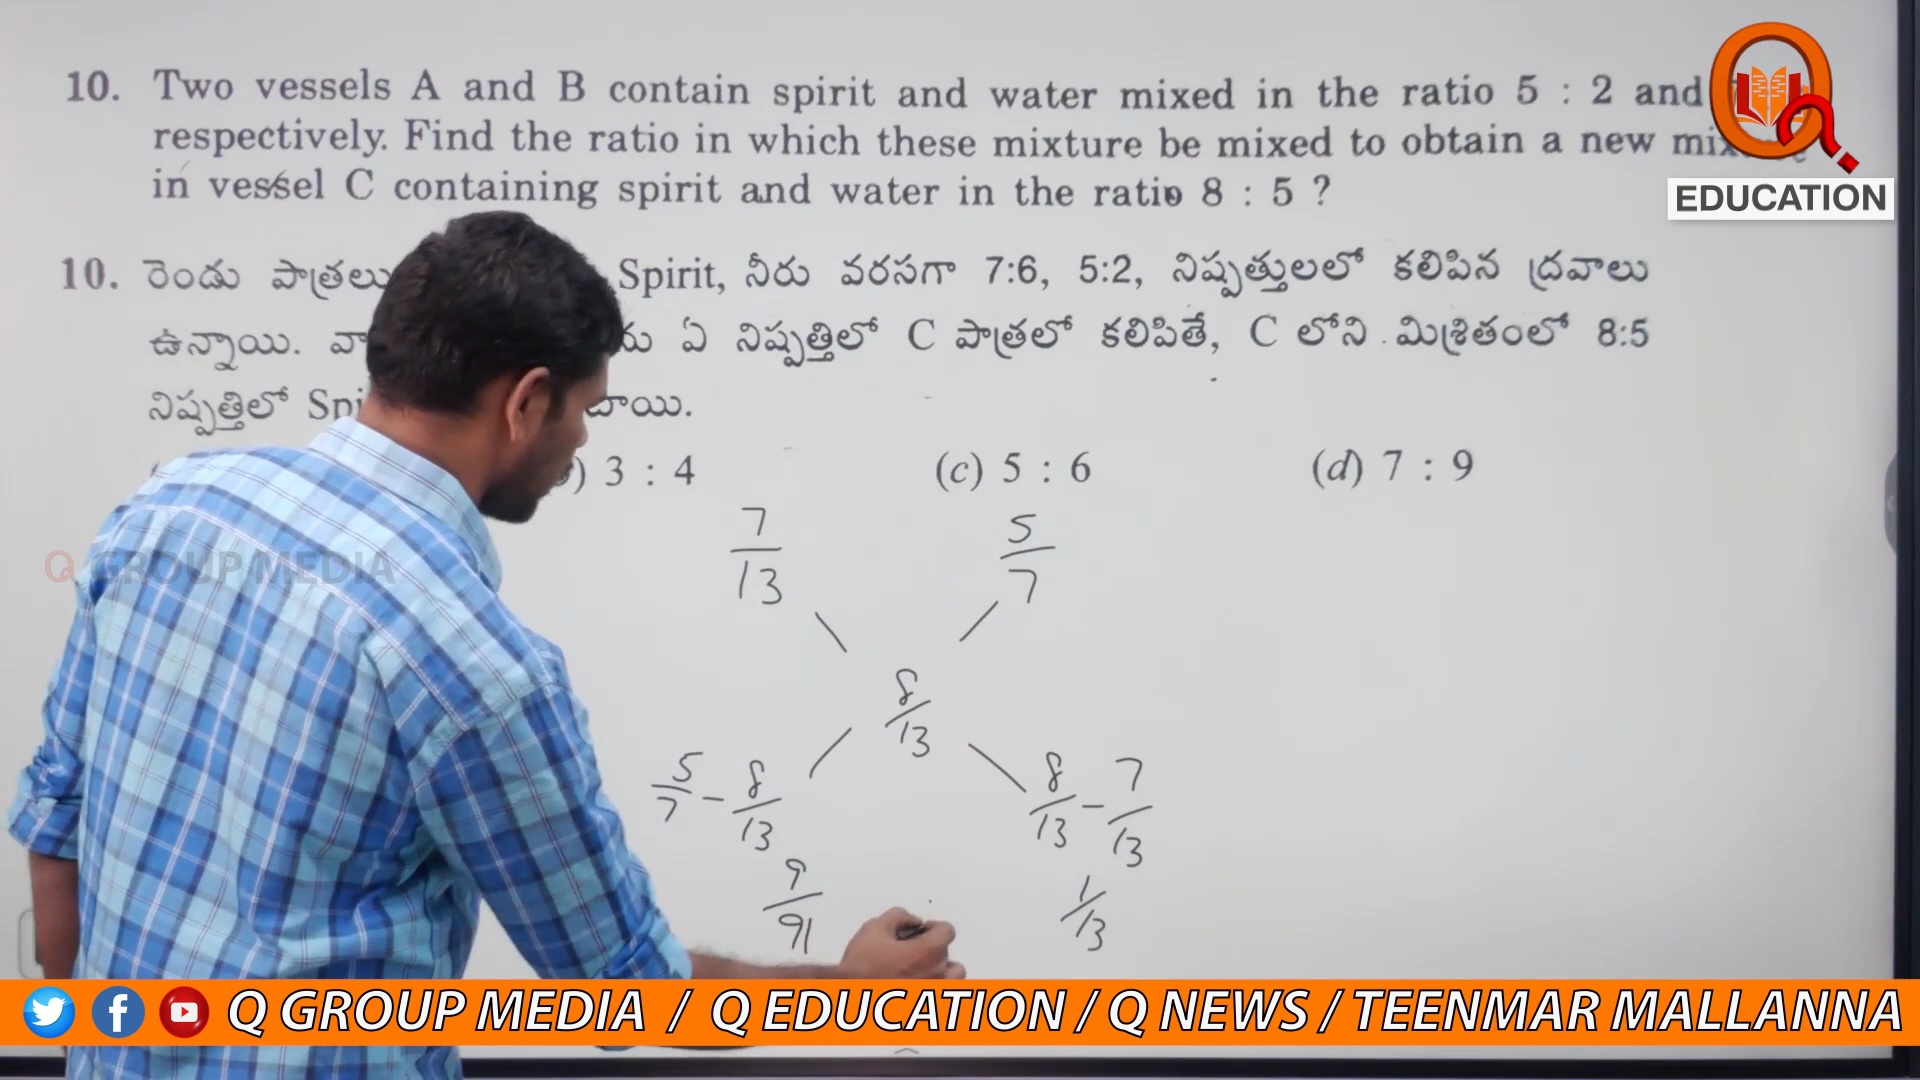 10. Two vessels A and B contain spirit and water mixed in the ratio 5 : 2 and
respectively. Find the ratio in which these mixture be mixed to obtain a new
in vessel C containing spirit and water in the ratio 8 : 5 ?
EDUCATION
10. రెండు పాత్రలు Spirit, నీరు వరసగా 7:6, 5:2, నిష్పత్తులలో కలిపిన ద్రవాలు
ఉన్నాయి. ఏ నిష్పత్తిలో C పాత్రలో కలిపితే, C లోని మిశ్రితంలో 8:5
నిష్పత్తిలో
3 : 4 (c) 5 : 6 (d) 7 : 9
7/13 5/7
Q GROUP MEDIA
8/13
5/7 - 8/13 8/13 - 7/13
9/91 1/13
Q GROUP MEDIA / Q EDUCATION / Q NEWS / TEENMAR MALLANNA